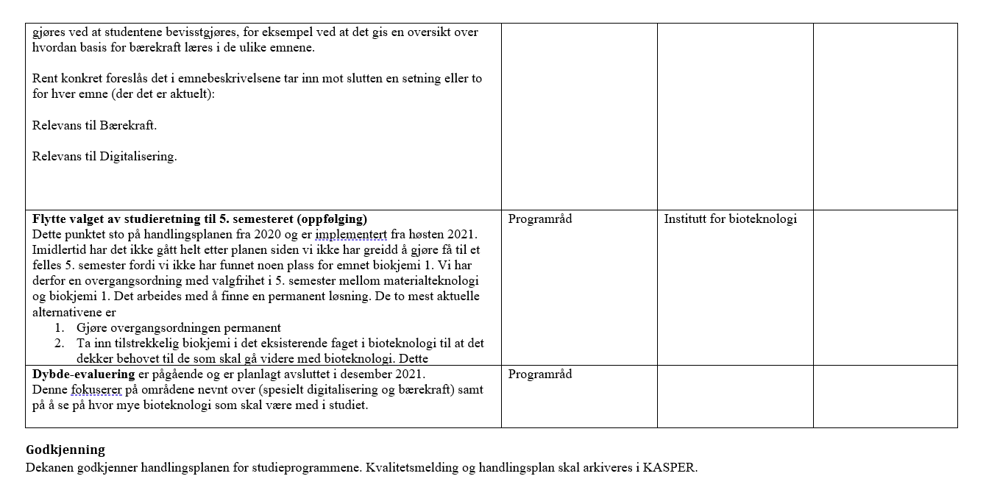 gjøres ved at studentene bevisstgjøres, for eksempel ved at det gis en oversikt over
hvordan basis for bærekraft læres i de ulike emnene.
Rent konkret foreslås det i emnebeskrivelsene tar inn mot slutten en setning eller to
for hver emne (der det er aktuelt):
Relevans til Bærekraft.
Relevans til Digitalisering.
Flytte valget av studieretning til 5. semesteret (oppfølging)
Dette punktet sto på handlingsplanen fra 2020 og er implementert fra høsten 2021.
Imidlertid har det ikke gått helt etter planen siden vi ikke har greidd å gjøre få til et
felles 5. semester fordi vi ikke har funnet noen plass for emnet biokjemi 1. Vi har
derfor en overgangsordning med valgfrihet i 5. semester mellom materialteknologi
og biokjemi 1. Det arbeides med å finne en permanent løsning. De to mest aktuelle
alternativene er
1. Gjøre overgangsordningen permanent
2. Ta inn tilstrekkelig biokjemi i det eksisterende faget i bioteknologi til at det
dekker behovet til de som skal gå videre med bioteknologi. Dette
Programråd
Institutt for bioteknologi
Dybde-evaluering er pågående og er planlagt avsluttet i desember 2021.
Denne fokuserer på områdene nevnt over (spesielt digitalisering og bærekraft) samt
på å se på hvor mye bioteknologi som skal være med i studiet.
Programråd
Godkjenning
Dekanen godkjenner handlingsplanen for studieprogrammene. Kvalitetsmelding og handlingsplan skal arkiveres i KASPER.